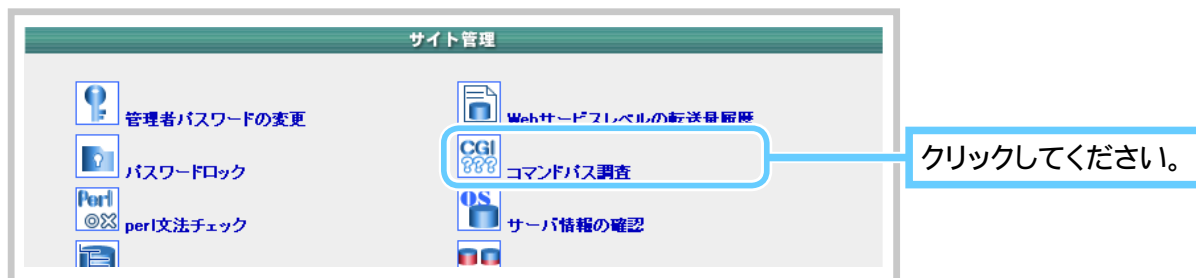 サイト管理
管理者パスワードの変更
Webサービスレベルの転送量履歴
CGI
???
コマンドパス調査
クリックしてください。
パスワードロック
Perl
perl文法チェック
OS
サーバ情報の確認